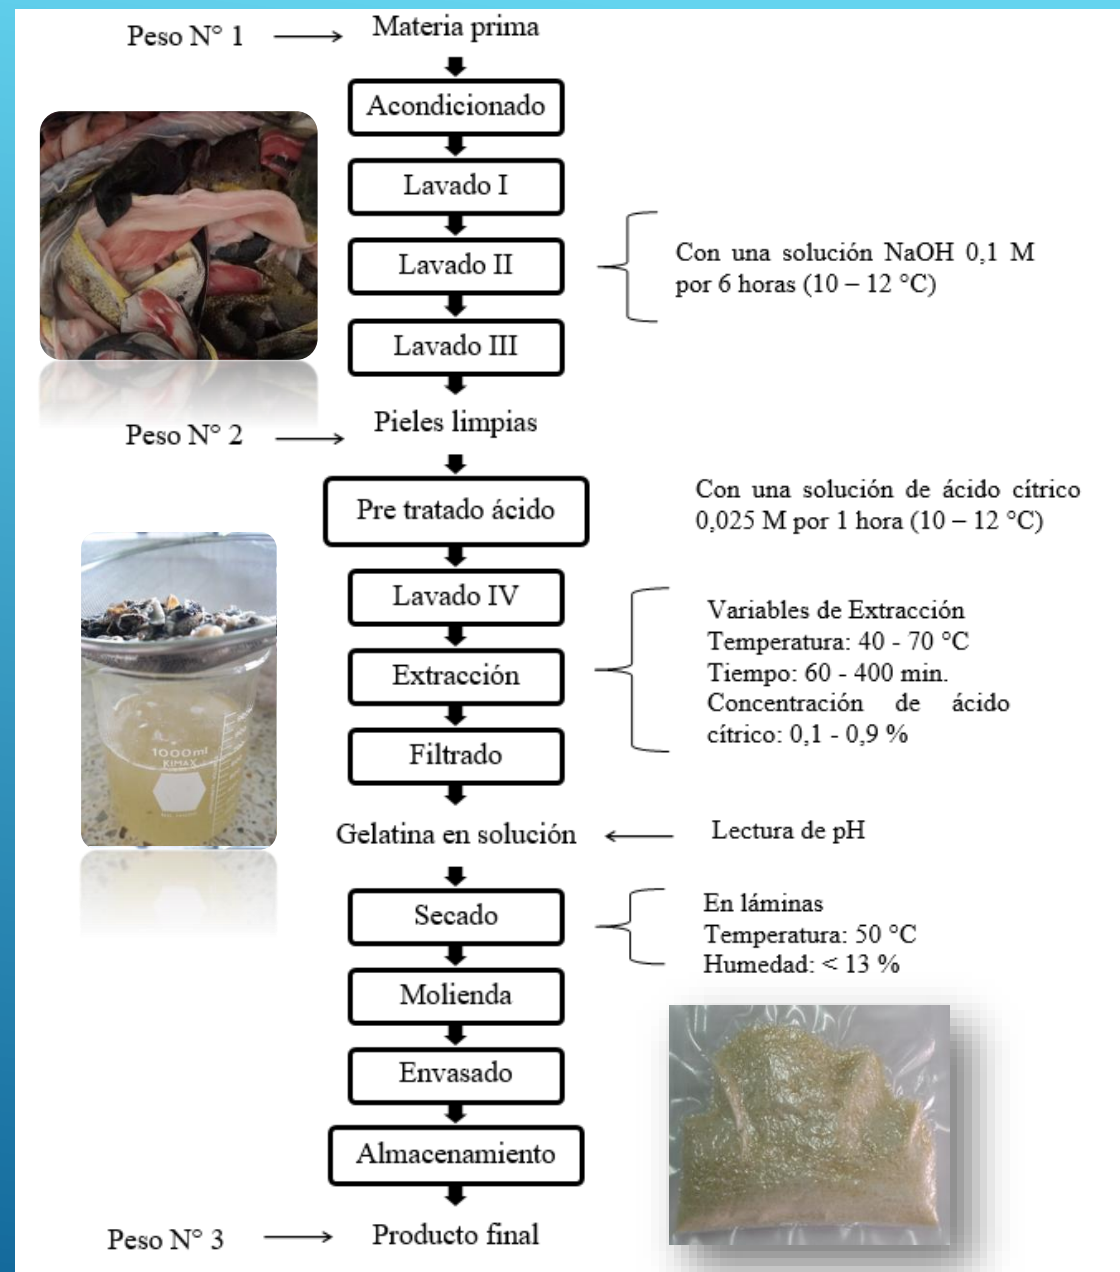 Peso N° 1
Materia prima
Acondicionado
Lavado I
Lavado II
Con una solución NaOH 0,1 M
por 6 horas (10 – 12 °C)
Lavado III
Pieles limpias
Peso N° 2
Pre tratado ácido
Con una solución de ácido cítrico
0,025 M por 1 hora (10 – 12 °C)
Lavado IV
Extracción
Variables de Extracción
Temperatura: 40 - 70 °C
Tiempo: 60 - 400 min.
Concentración de ácido
cítrico: 0,1 - 0,9 %
Filtrado
1000ml
KIMAX
Gelatina en solución
Lectura de pH
Secado
En láminas
Temperatura: 50 °C
Humedad: < 13 %
Molienda
Envasado
Almacenamiento
Peso N° 3
Producto final